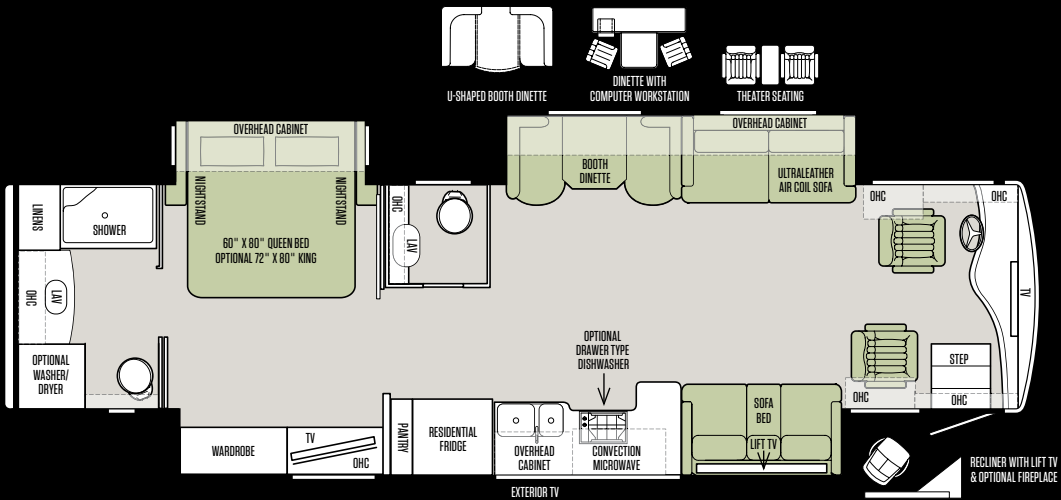 U-SHAPED BOOTH DINETTE
DINETTE WITH
COMPUTER WORKSTATION
THEATER SEATING
OVERHEAD CABINET
NIGHTSTAND
NIGHTSTAND
60" X 80" QUEEN BED
OPTIONAL 72" X 80" KING
OHC
LAV
BOOTH
DINETTE
OVERHEAD CABINET
ULTRALEATHER
AIR COIL SOFA
OHC
OHC
TV
LINENS
SHOWER
OHC
LAV
OPTIONAL
WASHER/
DRYER
OPTIONAL
DRAWER TYPE
DISHWASHER
STEP
OHC
OHC
WARDROBE
TV
OHC
PANTRY
RESIDENTIAL
FRIDGE
OVERHEAD
CABINET
CONVECTION
MICROWAVE
SOFA
BED
LIFT TV
EXTERIOR TV
RECLINER WITH LIFT TV
& OPTIONAL FIREPLACE